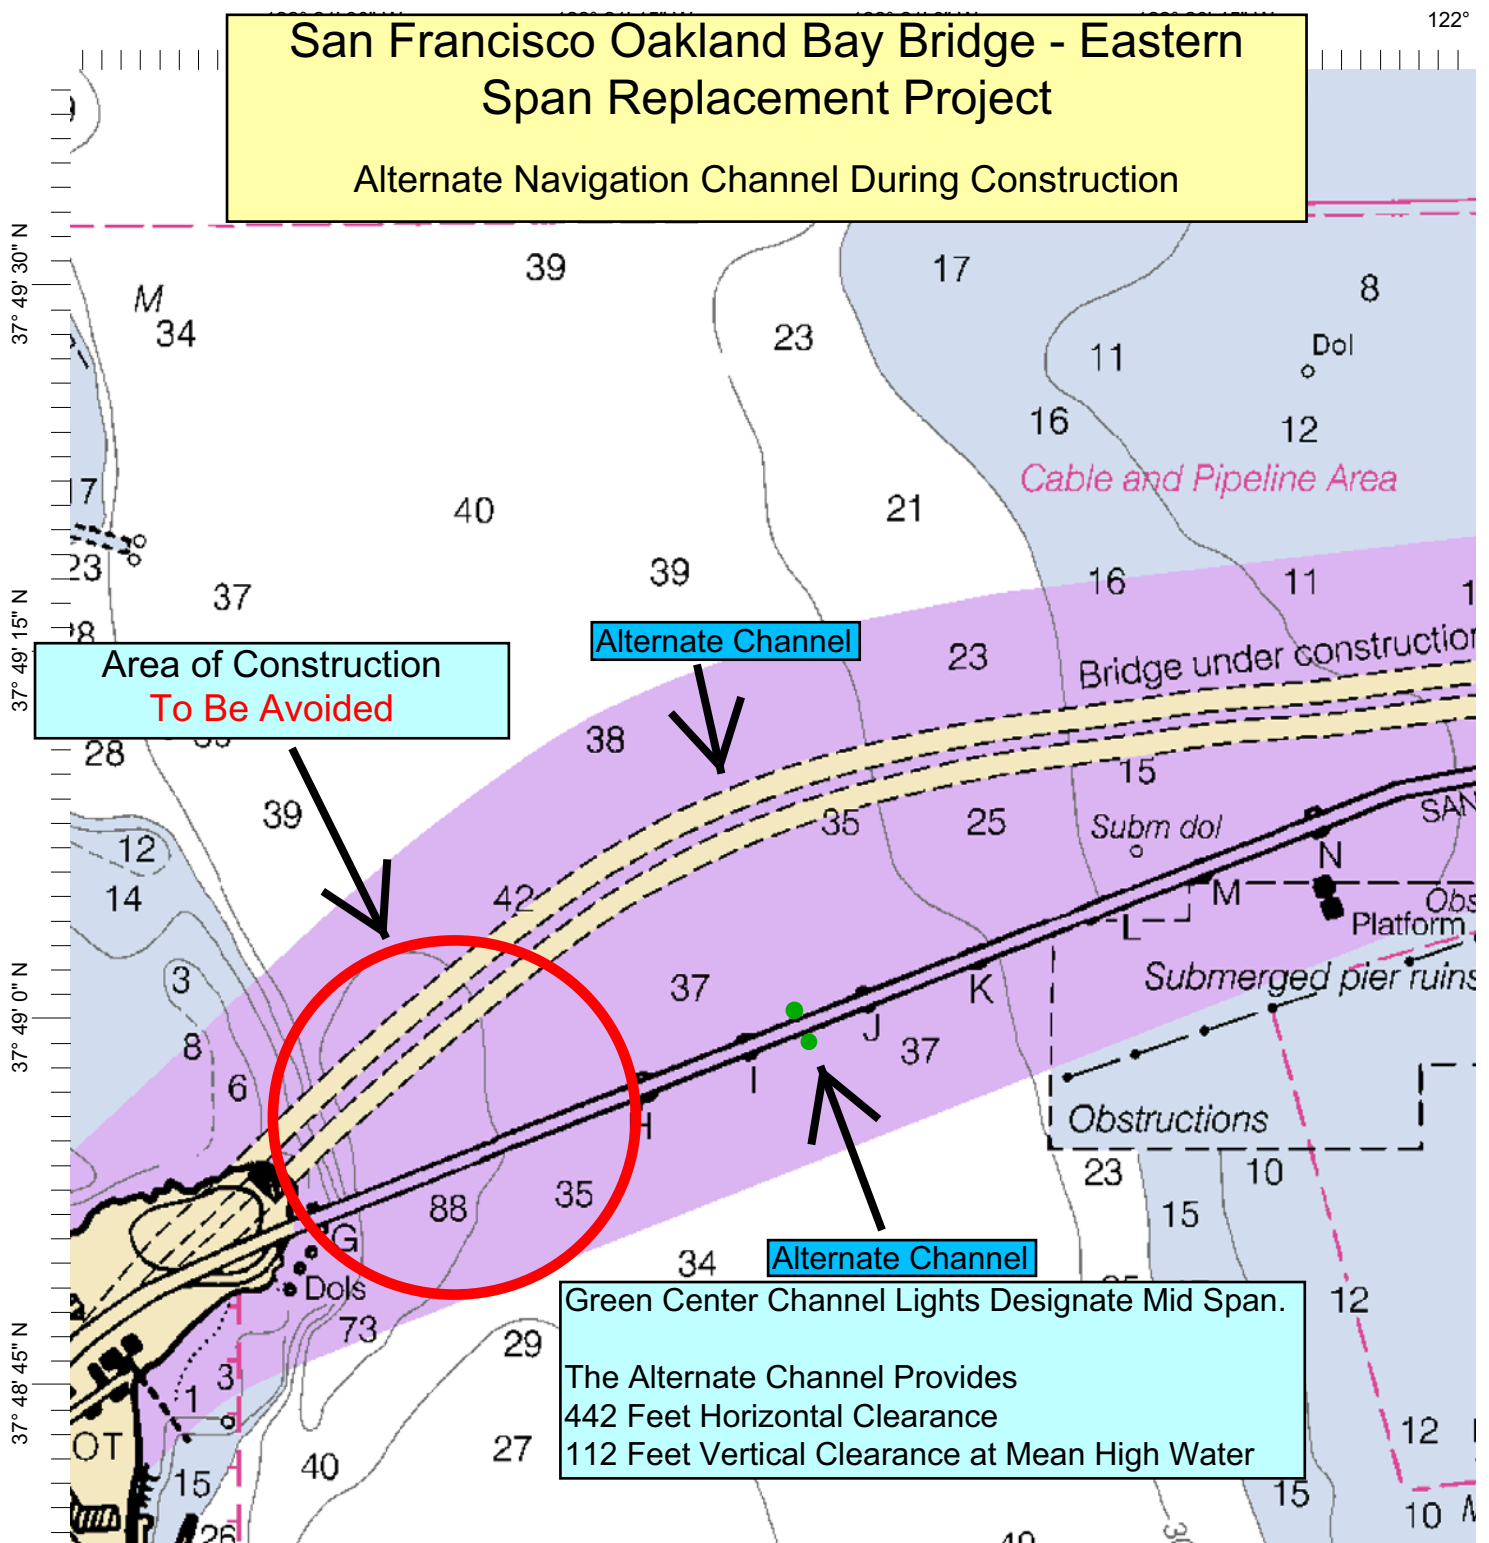 122°
San Francisco Oakland Bay Bridge - Eastern
Span Replacement Project
Alternate Navigation Channel During Construction
37° 49' 30" N
39
17
8
M
34
23
Dol
11
16
12
Cable and Pipeline Area
17
40
21
23
39
37
16
11
37° 49' 15" N
Alternate Channel
Area of Construction
To Be Avoided
23
Bridge under construction
38
28
15
39
35
25
Subm dol
SAN
12
N
14
42
M
Obs
L
Platform
3
37
K
Submerged pier ruins
37° 49' 0" N
8
J
37
I
6
H
Obstructions
23
10
88
35
15
G
34
Alternate Channel
Dols
12
73
29
Green Center Channel Lights Designate Mid Span.
37° 48' 45" N
3
The Alternate Channel Provides
1
442 Feet Horizontal Clearance
OT
27
112 Feet Vertical Clearance at Mean High Water
12
40
15
15
10
26
30